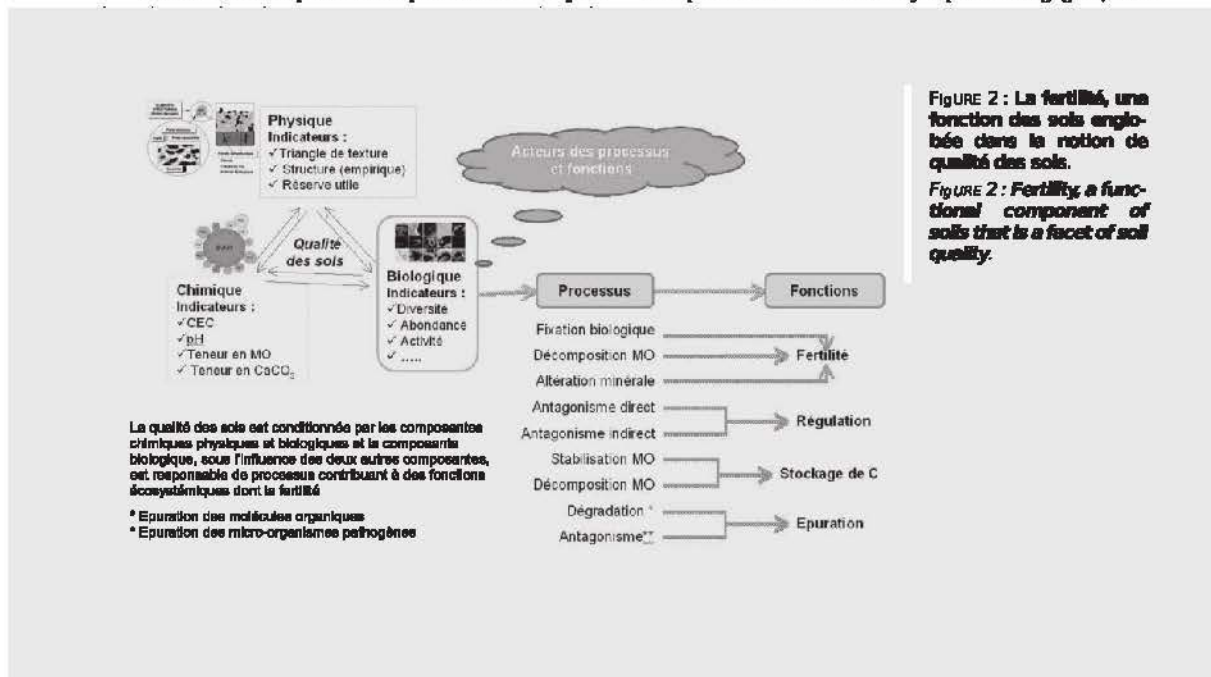 Physique
Indicateurs :
✓Triangle de texture
✓ Structure (empirique)
✓ Réserve utile
Acteurs des processus
et fonctions
Qualité
des sols
Chimique
Indicateurs :
✓CEC
✓pH
✓Teneur en MO
✓ Teneur en CaCO3
Biologique
Indicateurs :
✓Diversité
✓ Abondance
✓ Activité
✓ .....
Processus
Fonctions
Fixation biologique
Décomposition MO
Altération minérale
Fertilité
Antagonisme direct
Antagonisme indirect
Régulation
Stabilisation MO
Décomposition MO
Stockage de C
Dégradation *
Antagonisme**
Epuration
La qualité des sols est conditionnée par les composantes
chimiques physiques et biologiques et la composante
biologique, sous l'influence des deux autres composantes,
est responsable de processus contribuant à des fonctions
écosystémiques dont la fertilité
* Epuration des molécules organiques
* Epuration des micro-organismes pathogènes
FIgURE 2 : La fertilité, une
fonction des sols englo-
bée dans la notion de
qualité des sols.
FIgURE 2 : Fertility, a func-
tional component of
soils that is a facet of soil
quality.